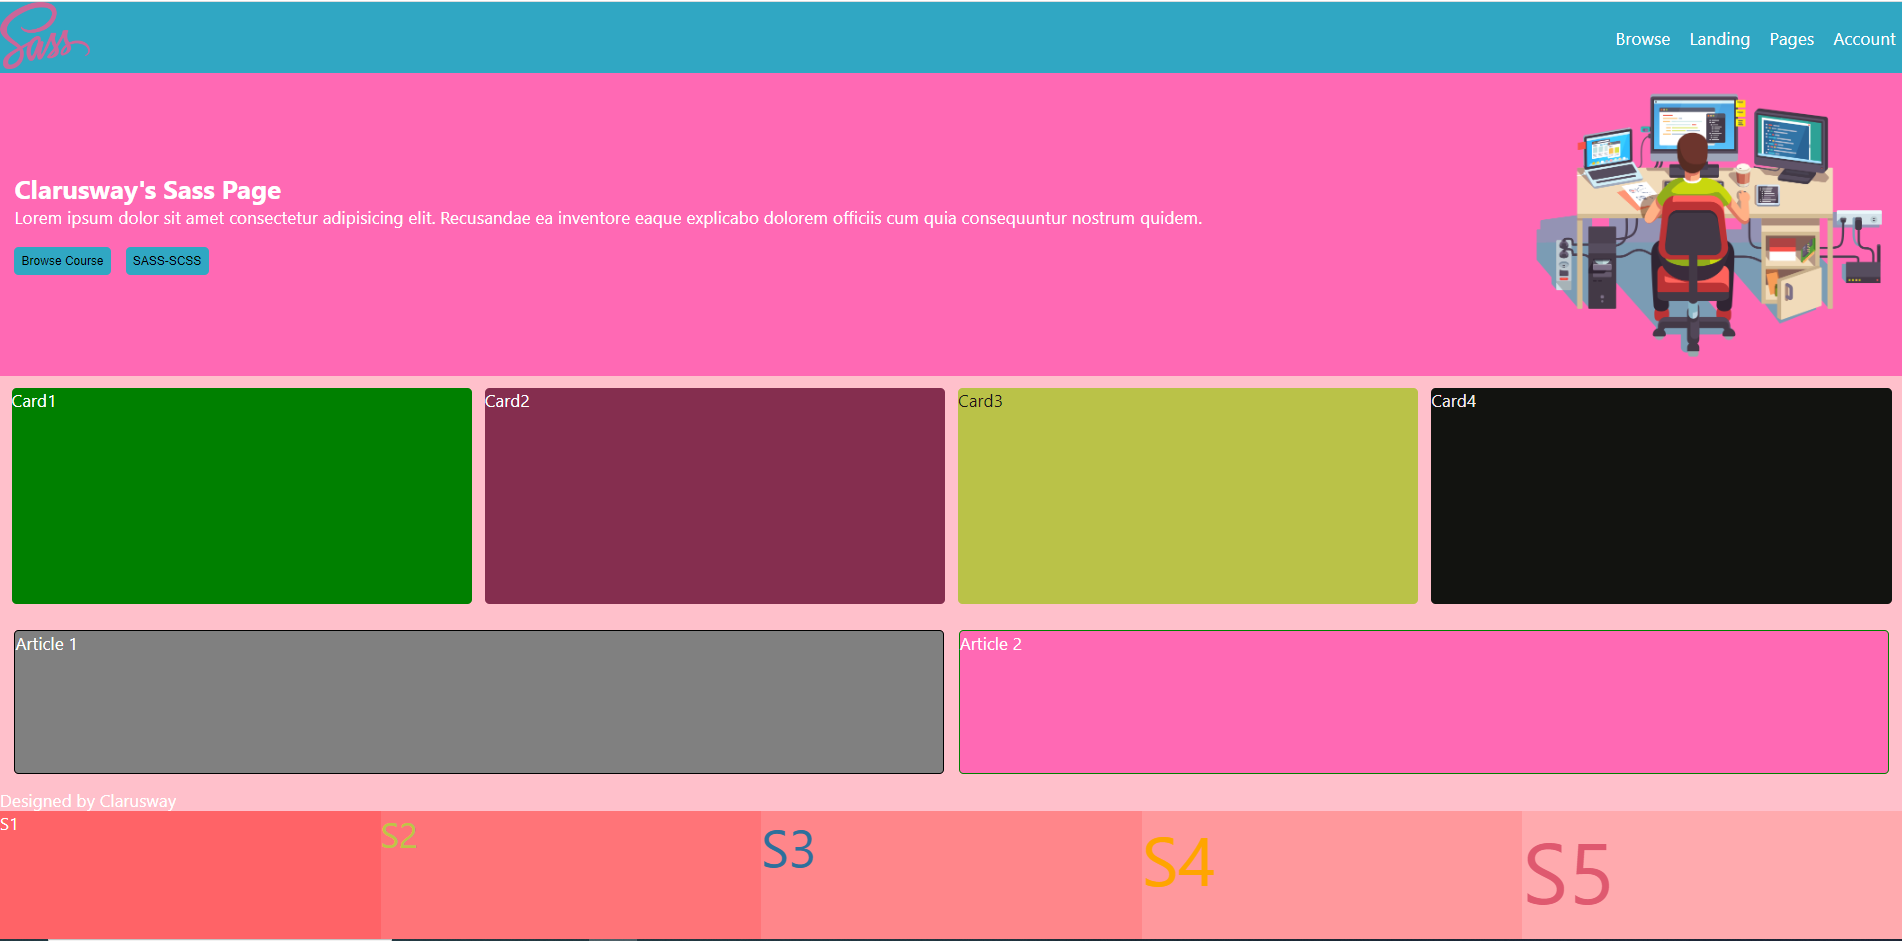 Sass
Browse Landing Pages Account
Clarusway's Sass Page
Lorem ipsum dolor sit amet consectetur adipisicing elit. Recusandae ea inventore eaque explicabo dolorem officiis cum quia consequuntur nostrum quidem.
Browse Course SASS-SCSS
Card1 Card2 Card3 Card4
Article 1 Article 2
Designed by Clarusway
S1 S2 S3 S4 S5